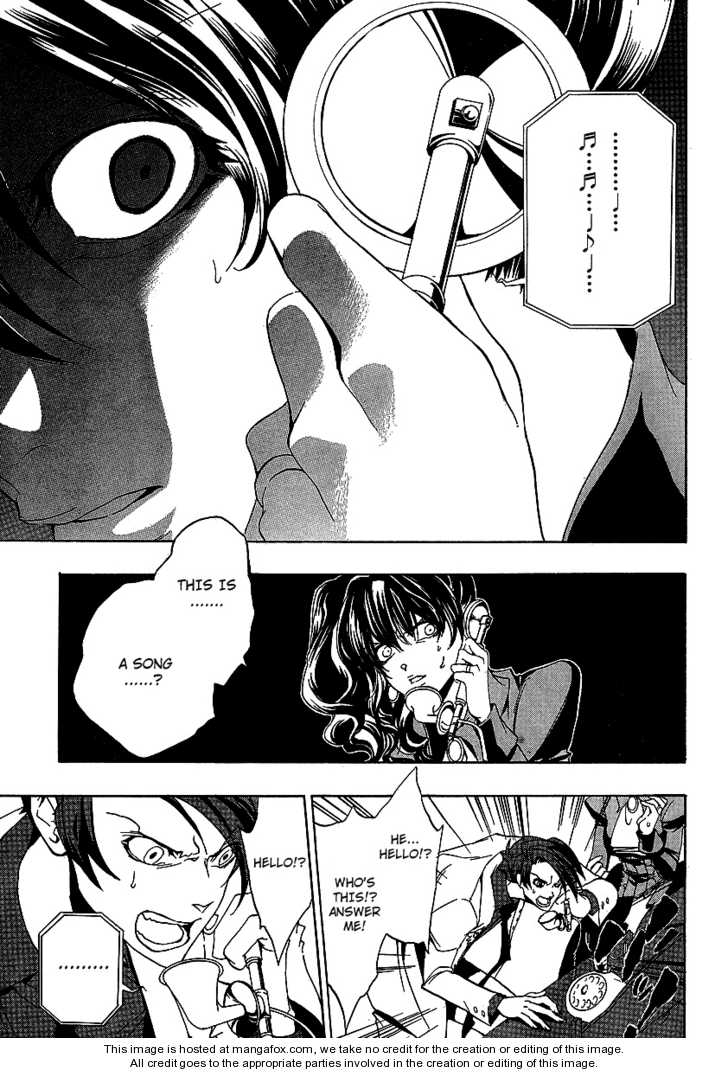 .........♩...
♬...♬...♩♪♩...
THIS IS
.......
A SONG
......?
HE...
HELLO!?
WHO'S
THIS!?
ANSWER
ME!
HELLO!?
..........
This image is hosted at mangafox.com, we take no credit for the creation or editing of this image.
All credit goes to the appropriate parties involved in the creation or editing of this image.